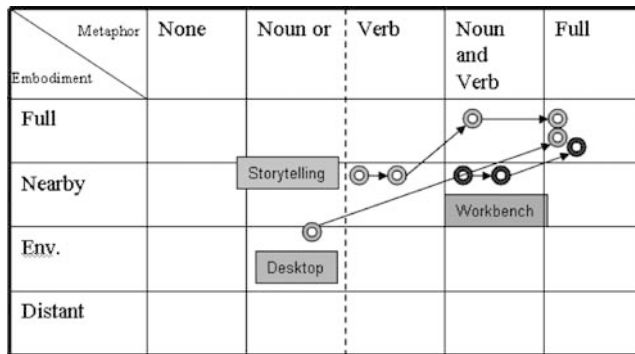 Metaphor
Embodiment
None
Noun or
Verb
Noun
and
Verb
Full
Full
Storytelling
Nearby
Workbench
Env.
Desktop
Distant